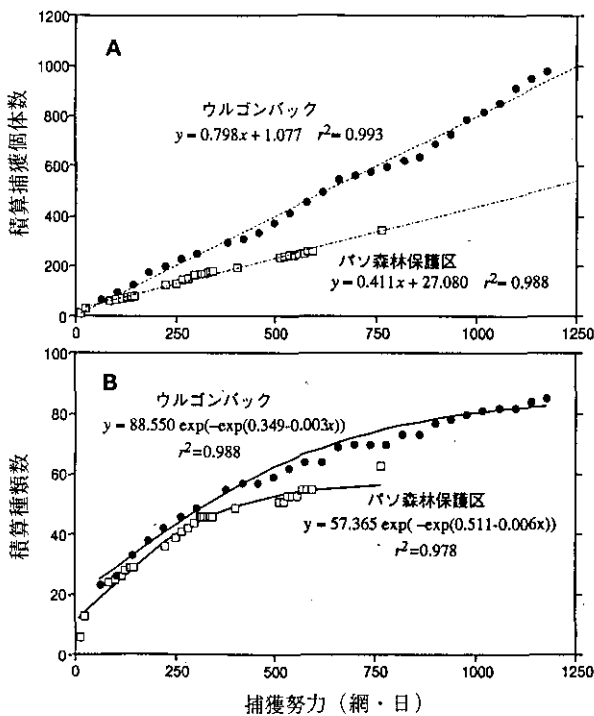 1200
1000
800
600
400
200
0
積算捕獲個体数
A
ウルゴンバック
y = 0.798x + 1.077 r²= 0.993
パソ森林保護区
y = 0.411x + 27.080 r²= 0.988
0 250 500 750 1000 1250
100
80
60
40
20
0
積算種類数
B
ウルゴンバック
y = 88.550 exp(−exp(0.349-0.003x))
r²=0.988
パソ森林保護区
y = 57.365 exp( −exp(0.511-0.006x))
r²=0.978
0 250 500 750 1000 1250
捕獲努力（網・日）